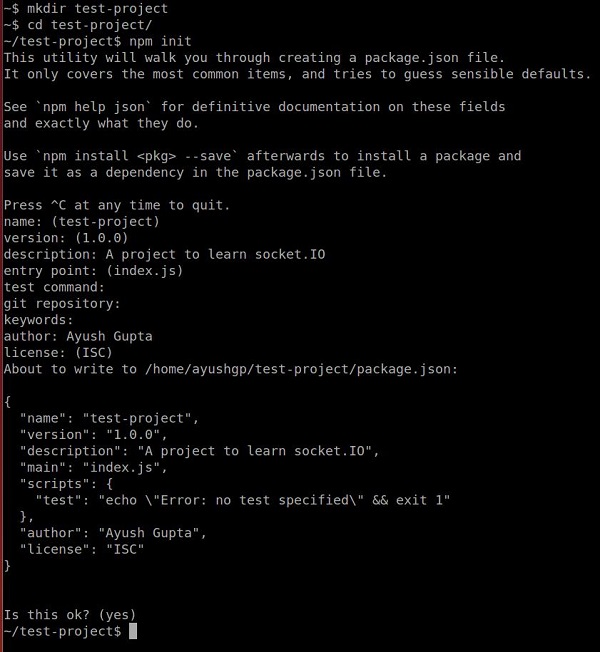 ~$ mkdir test-project
~$ cd test-project/
~/test-project$ npm init
This utility will walk you through creating a package.json file.
It only covers the most common items, and tries to guess sensible defaults.

See `npm help json` for definitive documentation on these fields
and exactly what they do.

Use `npm install <pkg> --save` afterwards to install a package and
save it as a dependency in the package.json file.

Press ^C at any time to quit.
name: (test-project)
version: (1.0.0)
description: A project to learn socket.IO
entry point: (index.js)
test command:
git repository:
keywords:
author: Ayush Gupta
license: (ISC)
About to write to /home/ayushgp/test-project/package.json:

{
  "name": "test-project",
  "version": "1.0.0",
  "description": "A project to learn socket.IO",
  "main": "index.js",
  "scripts": {
    "test": "echo \"Error: no test specified\" && exit 1"
  },
  "author": "Ayush Gupta",
  "license": "ISC"
}

Is this ok? (yes)
~/test-project$